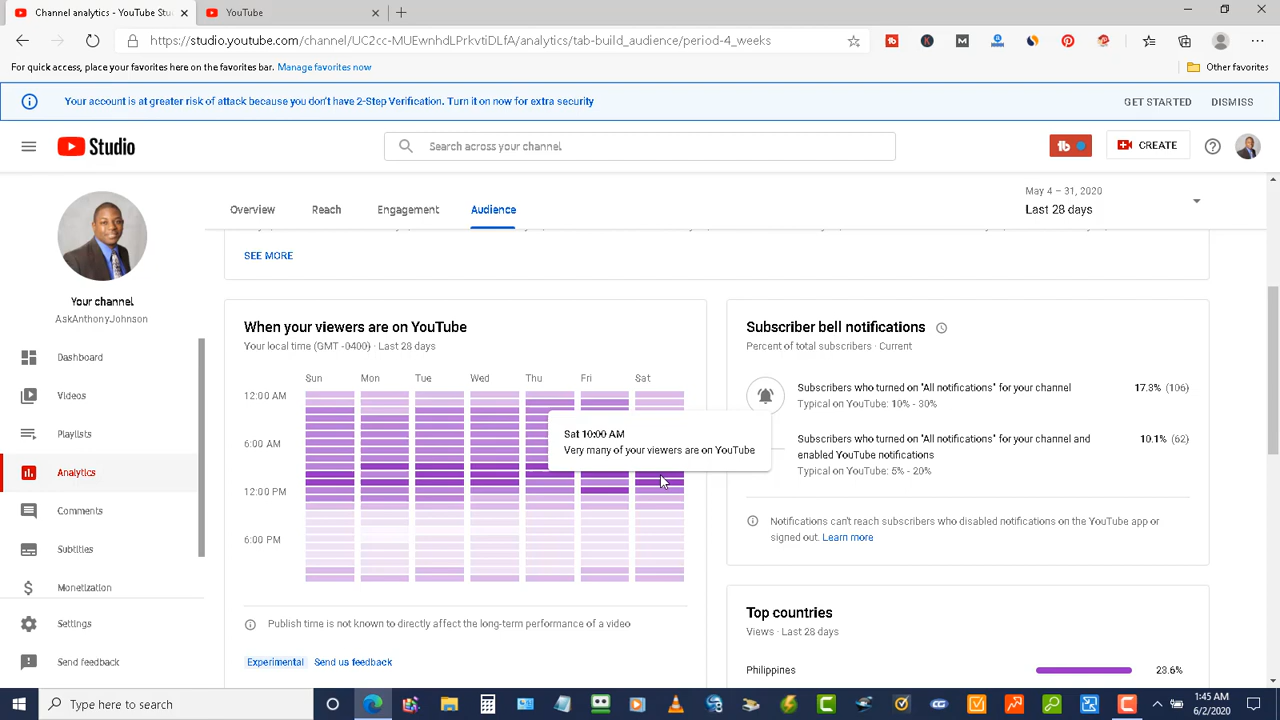 Channel analytics - YouTube Stud
YouTube
https://studio.youtube.com/channel/UC2cc-MUEwnhdLPrkvtiDLfA/analytics/tab-build_audience/period-4_weeks
For quick access, place your favorites here on the favorites bar. Manage favorites now
Other favorites
Your account is at greater risk of attack because you don't have 2-Step Verification. Turn it on now for extra security
GET STARTED
DISMISS
Studio
Search across your channel
tb
CREATE
Overview
Reach
Engagement
Audience
May 4 – 31, 2020
Last 28 days
SEE MORE
Your channel
AskAnthonyJohnson
Dashboard
Videos
Playlists
Analytics
Comments
Subtitles
Monetization
Settings
Send feedback
When your viewers are on YouTube
Your local time (GMT -0400) · Last 28 days
Sun Mon Tue Wed Thu Fri Sat
12:00 AM
6:00 AM
12:00 PM
6:00 PM
Sat 10:00 AM
Very many of your viewers are on YouTube
Publish time is not known to directly affect the long-term performance of a video
Experimental
Send us feedback
Subscriber bell notifications
Percent of total subscribers · Current
Subscribers who turned on "All notifications" for your channel
17.3% (106)
Typical on YouTube: 10% - 30%
Subscribers who turned on "All notifications" for your channel and
enabled YouTube notifications
10.1% (62)
Typical on YouTube: 5% - 20%
Notifications can't reach subscribers who disabled notifications on the YouTube app or
signed out. Learn more
Top countries
Views · Last 28 days
Philippines
23.6%
Type here to search
1:45 AM
6/2/2020